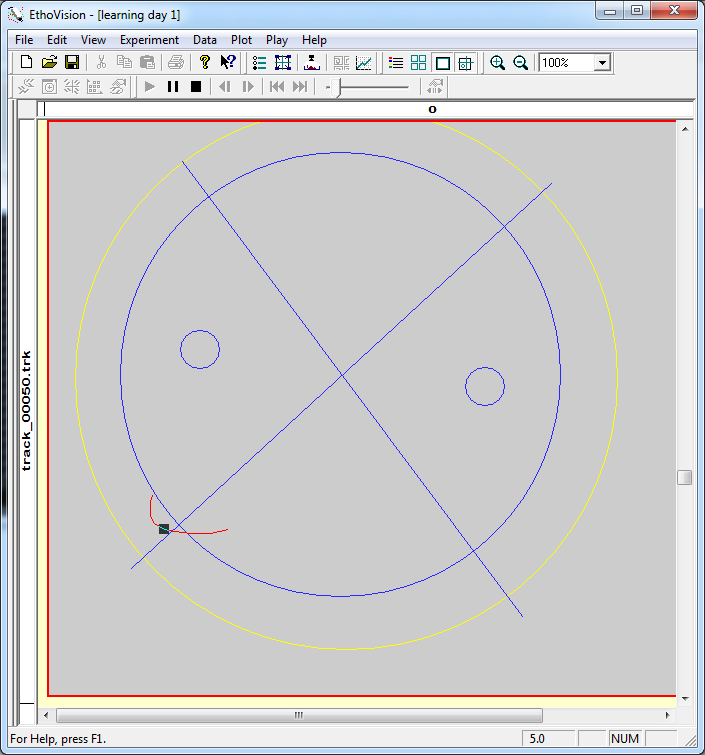 EthoVision - [learning day 1]
File Edit View Experiment Data Plot Play Help
100%
o
track_00050.trk
For Help, press F1.
5.0
NUM